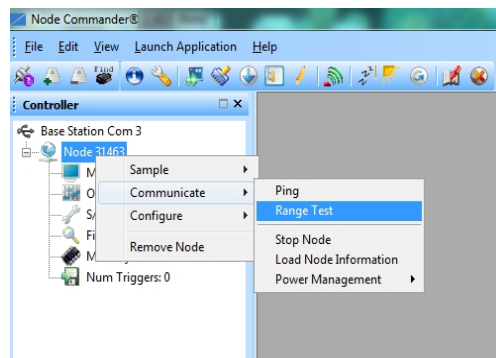 Node Commander®
File Edit View Launch Application Help
Find
Controller
Base Station Com 3
Node 31463
M
O
S/
Fi
M
Num Triggers: 0
Sample
Communicate
Configure
Remove Node
Ping
Range Test
Stop Node
Load Node Information
Power Management